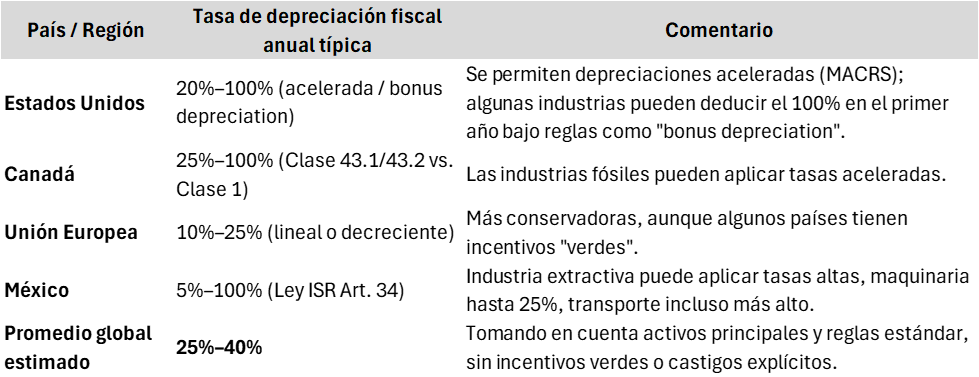 País / Región
Tasa de depreciación fiscal
anual típica
Comentario
Estados Unidos
20%–100% (acelerada / bonus
depreciation)
Se permiten depreciaciones aceleradas (MACRS);
algunas industrias pueden deducir el 100% en el primer
año bajo reglas como "bonus depreciation".
Canadá
25%–100% (Clase 43.1/43.2 vs.
Clase 1)
Las industrias fósiles pueden aplicar tasas aceleradas.
Unión Europea
10%–25% (lineal o decreciente)
Más conservadoras, aunque algunos países tienen
incentivos "verdes".
México
5%–100% (Ley ISR Art. 34)
Industria extractiva puede aplicar tasas altas, maquinaria
hasta 25%, transporte incluso más alto.
Promedio global
estimado
25%–40%
Tomando en cuenta activos principales y reglas estándar,
sin incentivos verdes o castigos explícitos.